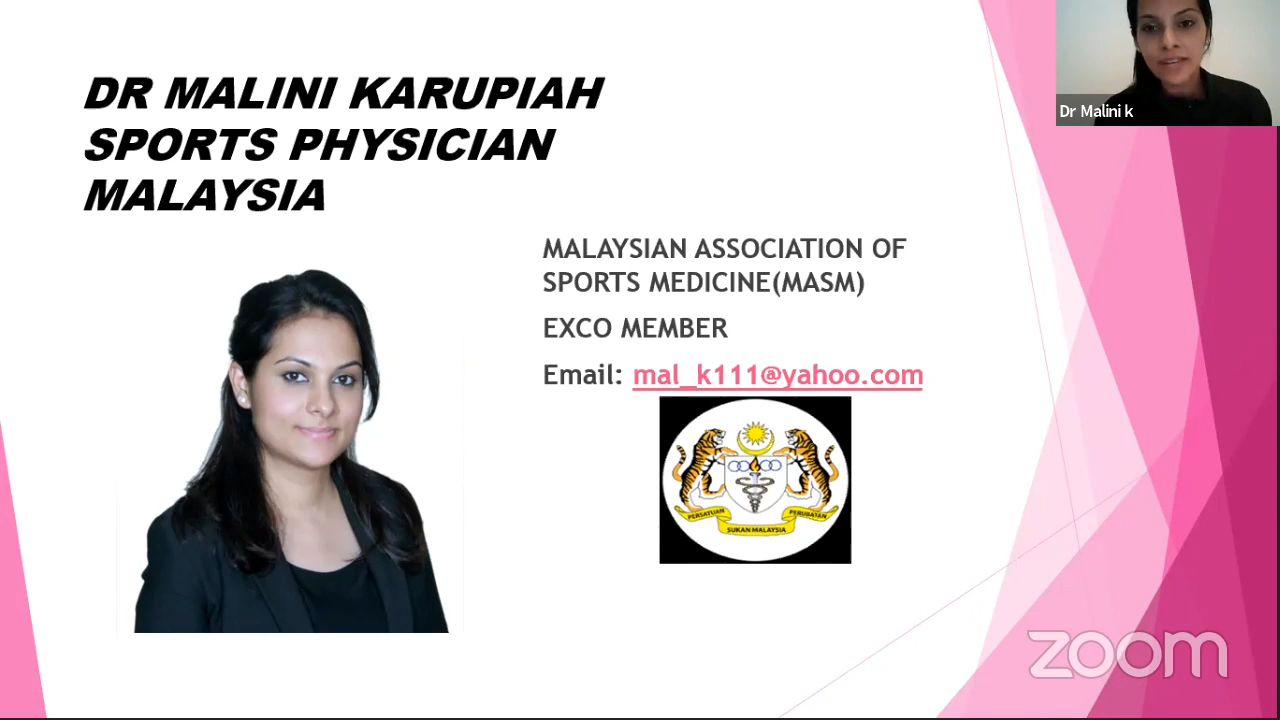 DR MALINI KARUPIAH
SPORTS PHYSICIAN
MALAYSIA
Dr Malini k
MALAYSIAN ASSOCIATION OF
SPORTS MEDICINE(MASM)
EXCO MEMBER
Email: mal_k111@yahoo.com
PERSATUAN
PERUBATAN
SUKAN MALAYSIA
zoom